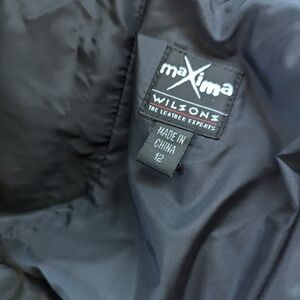 maXima
WILSONS
THE LEATHER EXPERTS
MADE IN
CHINA
12